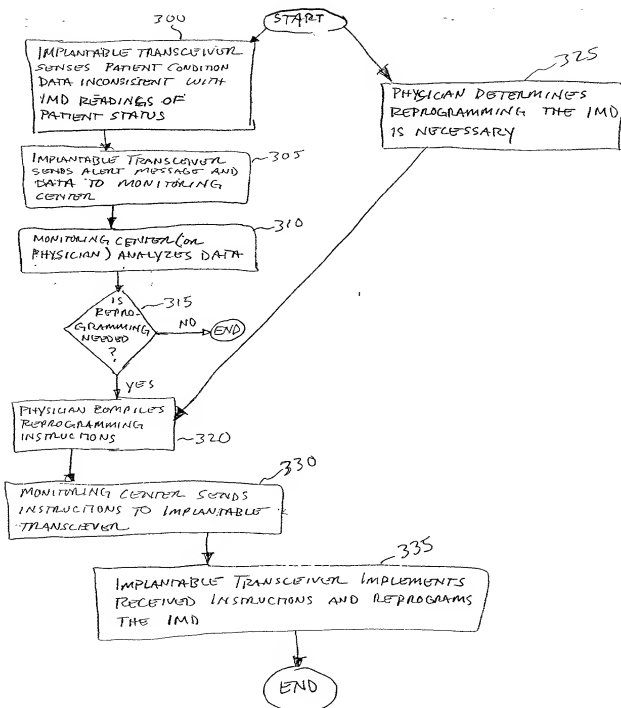 START
300
IMPLANTABLE TRANSCEIVER
SENSES PATIENT CONDITION
DATA INCONSISTENT WITH
IMD READINGS OF
PATIENT STATUS
325
PHYSICIAN DETERMINES
REPROGRAMMING THE IMD
IS NECESSARY
305
IMPLANTABLE TRANSCEIVER
SENDS ALERT MESSAGE AND
DATA TO MONITORING
CENTER
310
MONITORING CENTER (OR
PHYSICIAN) ANALYZES DATA
315
IS
REPRO-
GRAMMING
NEEDED
?
NO
END
YES
PHYSICIAN COMPILES
REPROGRAMMING
INSTRUCTIONS
320
330
MONITORING CENTER SENDS
INSTRUCTIONS TO IMPLANTABLE
TRANSCIEVER
335
IMPLANTABLE TRANSCEIVER IMPLEMENTS
RECEIVED INSTRUCTIONS AND REPROGRAMS
THE IMD
END